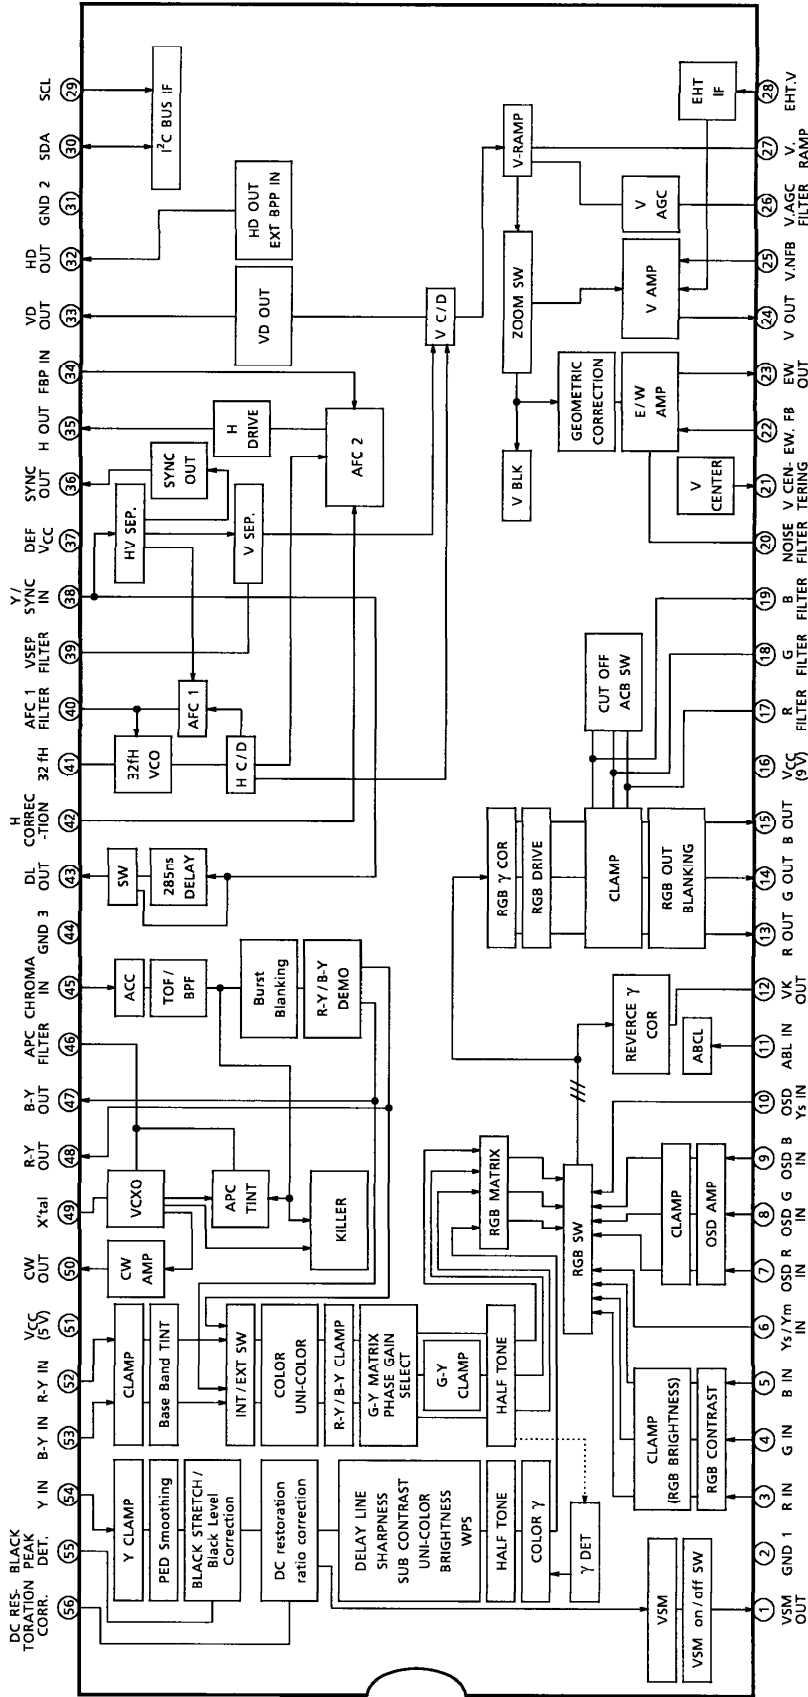 DC RES-
TORATION
CORR.
56
BLACK
PEAK
DET.
55
Y IN
54
B-Y IN
53
R-Y IN
52
VCC
(5 V)
51
CW
OUT
50
X'tal
49
R-Y
OUT
48
B-Y
OUT
47
APC
FILTER
46
CHROMA
IN
45
GND 3
44
DL
OUT
43
H
CORREC
-TION
42
32 fH
41
AFC 1
FILTER
40
VSEP
FILTER
39
Y /
SYNC
IN
38
DEF
VCC
37
SYNC
OUT
36
H OUT
35
FBP IN
34
VD
OUT
33
HD
OUT
32
GND 2
31
SDA
30
SCL
29
Y CLAMP
PED Smoothing
BLACK STRETCH /
Black Level
Correction
DC restoration
ratio correction
DELAY LINE
SHARPNESS
SUB CONTRAST
UNI-COLOR
BRIGHTNESS
WPS
HALF TONE
COLOR γ
γ DET
VSM
VSM on / off SW
CLAMP
Base Band TINT
INT / EXT SW
COLOR
UNI-COLOR
R-Y / B-Y CLAMP
G-Y MATRIX
PHASE GAIN
SELECT
G-Y
CLAMP
HALF TONE
CW
AMP
VCXO
APC
TINT
KILLER
RGB MATRIX
RGB SW
CLAMP
(RGB BRIGHTNESS)
RGB CONTRAST
CLAMP
OSD AMP
ACC
TOF /
BPF
Burst
Blanking
R-Y / B-Y
DEMO
REVERCE γ
COR
ABCL
SW
285ns
DELAY
RGB γ COR
RGB DRIVE
CLAMP
RGB OUT
BLANKING
CUT OFF
ACB SW
32fH
VCO
AFC 1
H C / D
HV SEP.
V SEP.
SYNC
OUT
H
DRIVE
AFC 2
VD OUT
V C / D
HD OUT
EXT BPP IN
I²C BUS IF
V BLK
ZOOM SW
V-RAMP
GEOMETRIC
CORRECTION
V
CENTER
E / W
AMP
V AMP
V
AGC
EHT
IF
1
VSM
OUT
2
GND 1
3
R IN
4
G IN
5
B IN
6
Ys / Ym
IN
7
OSD R
IN
8
OSD G
IN
9
OSD B
IN
10
OSD
Ys IN
11
ABL IN
12
VK
OUT
13
R OUT
14
G OUT
15
B OUT
16
VCC
(9 V)
17
R
FILTER
18
G
FILTER
19
B
FILTER
20
NOISE
FILTER
21
V CEN-
TERING
22
EW. FB
23
EW
OUT
24
V OUT
25
V.NFB
26
V.AGC
FILTER
27
V.
RAMP
28
EHT.V